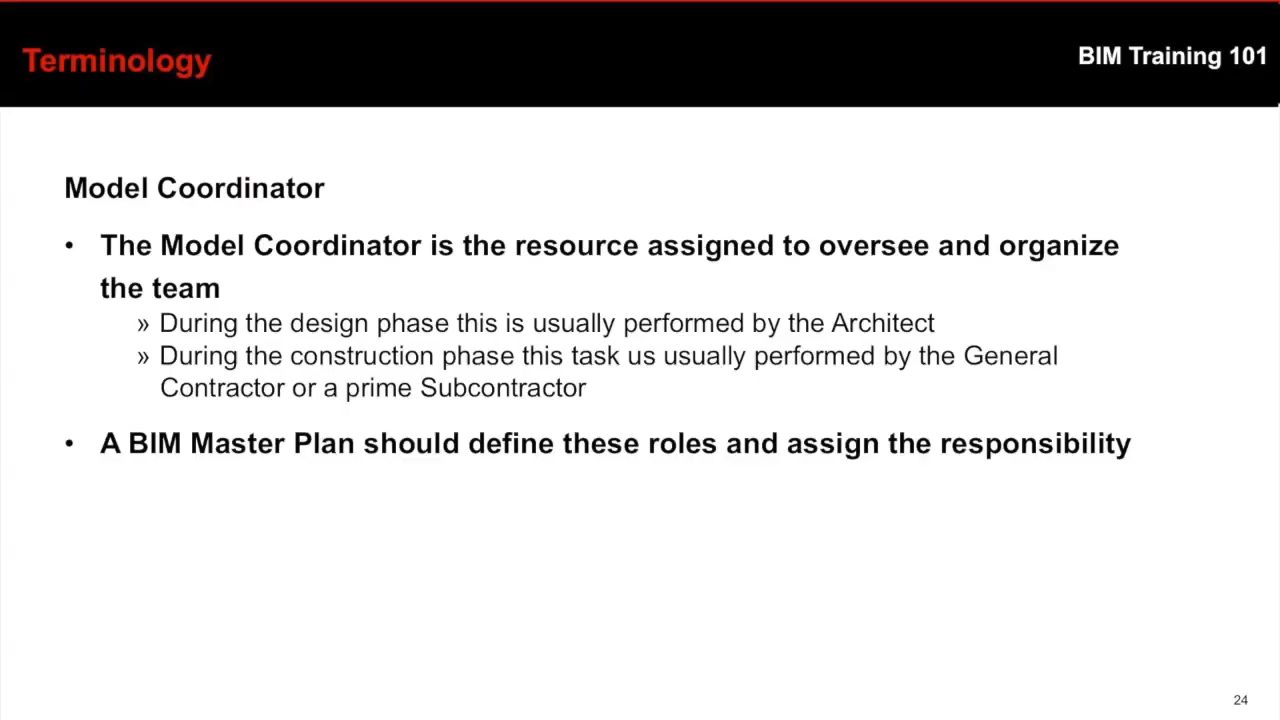 Terminology
BIM Training 101
Model Coordinator
• The Model Coordinator is the resource assigned to oversee and organize
the team
» During the design phase this is usually performed by the Architect
» During the construction phase this task us usually performed by the General
Contractor or a prime Subcontractor
• A BIM Master Plan should define these roles and assign the responsibility
24